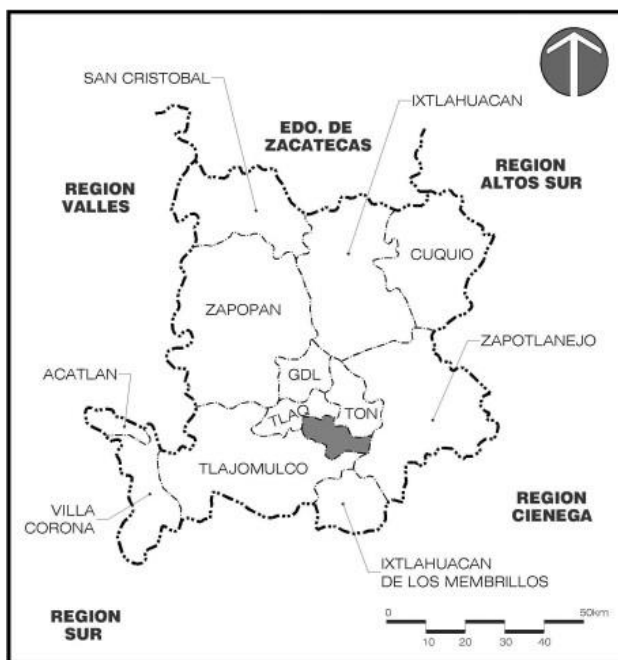 SAN CRISTOBAL
IXTLAHUACAN
EDO. DE
ZACATECAS
REGION
ALTOS SUR
REGION
VALLES
CUQUIO
ZAPOPAN
ZAPOTLANEJO
GDL
ACATLAN
TLAQ
TON
TLAJOMULCO
VILLA
CORONA
REGION
CIENEGA
IXTLAHUACAN
DE LOS MEMBRILLOS
REGION
SUR
0
50km
10
20
30
40